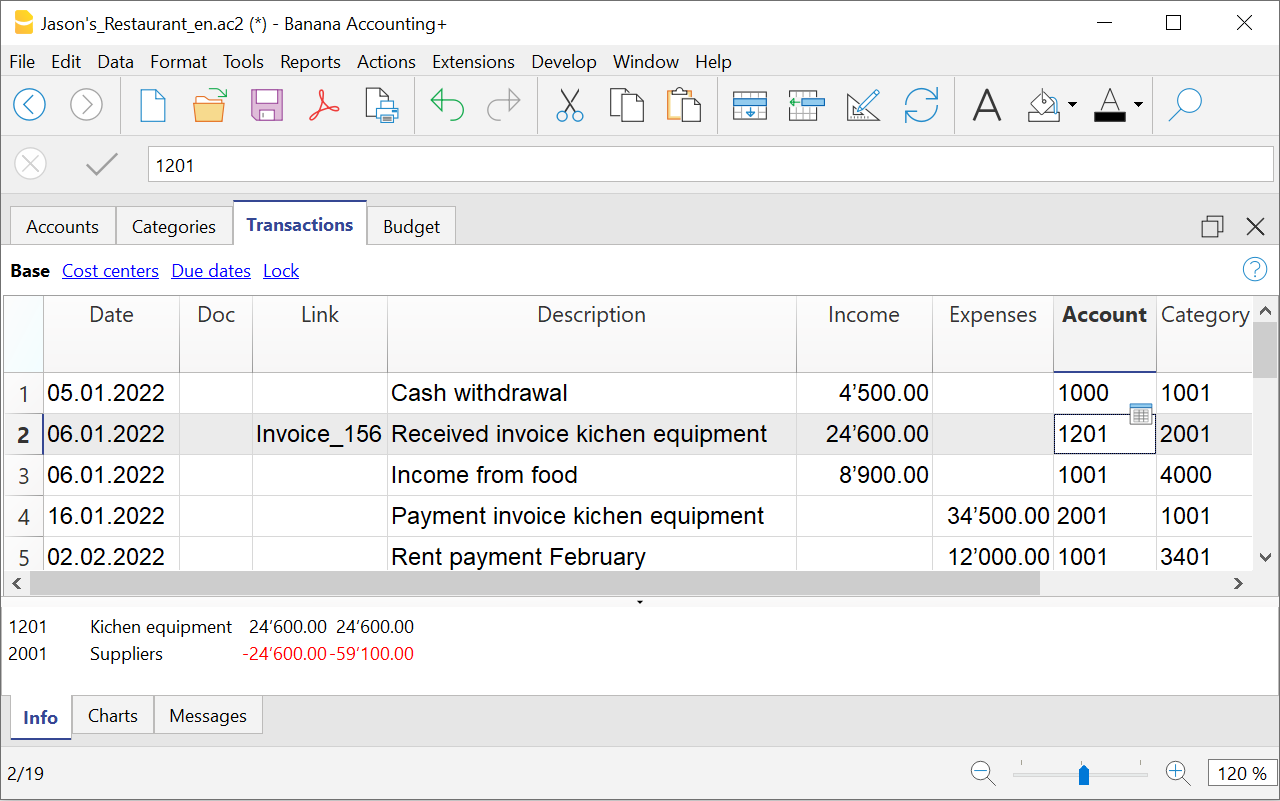 Jason's_Restaurant_en.ac2 (*) - Banana Accounting+
File Edit Data Format Tools Reports Actions Extensions Develop Window Help
A A
1201
Accounts Categories Transactions Budget
Base Cost centers Due dates Lock ?
Date Doc Link Description Income Expenses Account Category
1 05.01.2022 Cash withdrawal 4’500.00 1000 1001
2 06.01.2022 Invoice_156 Received invoice kichen equipment 24’600.00 1201 2001
3 06.01.2022 Income from food 8’900.00 1001 4000
4 16.01.2022 Payment invoice kichen equipment 34’500.00 2001 1001
5 02.02.2022 Rent payment February 12’000.00 1001 3401
1201 Kichen equipment 24’600.00 24’600.00
2001 Suppliers -24’600.00 -59’100.00
Info Charts Messages
2/19 120 %